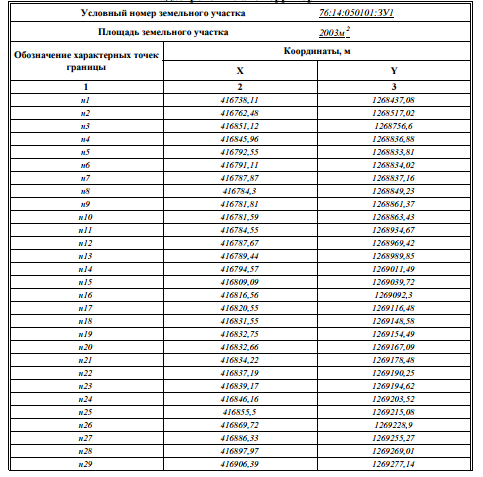 Условный номер земельного участка 76:14:050101:ЗУ1
Площадь земельного участка 2003м²
Обозначение характерных точек границы Координаты, м
X Y
1 2 3
н1 416738,11 1268437,08
н2 416762,48 1268517,02
н3 416851,12 1268756,6
н4 416845,96 1268836,88
н5 416792,55 1268833,81
н6 416791,11 1268834,02
н7 416787,87 1268837,16
н8 416784,3 1268849,23
н9 416781,81 1268861,37
н10 416781,59 1268863,43
н11 416784,55 1268934,67
н12 416787,67 1268969,42
н13 416789,44 1268989,85
н14 416794,57 1269011,49
н15 416809,09 1269039,72
н16 416816,56 1269092,3
н17 416820,55 1269116,48
н18 416831,55 1269148,58
н19 416832,75 1269154,49
н20 416832,66 1269167,09
н21 416834,22 1269178,48
н22 416837,19 1269190,25
н23 416839,17 1269194,62
н24 416846,16 1269203,52
н25 416855,5 1269215,08
н26 416869,72 1269228,9
н27 416886,33 1269255,27
н28 416897,97 1269269,01
н29 416906,39 1269277,14